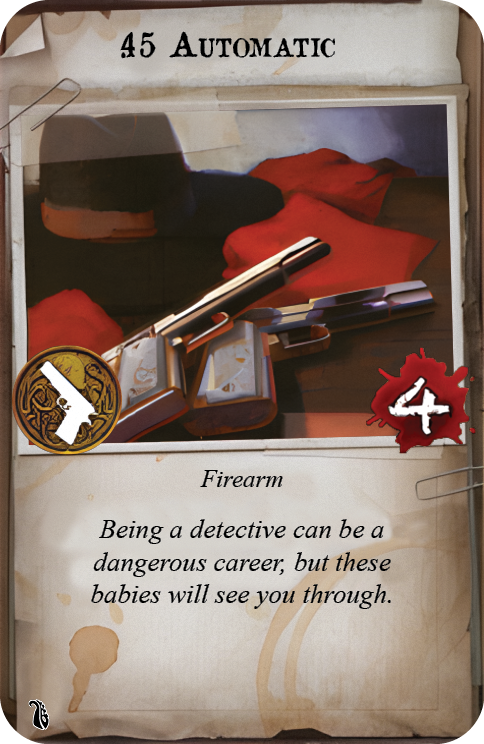 45 Automatic
4
Firearm
Being a detective can be a
dangerous career, but these
babies will see you through.